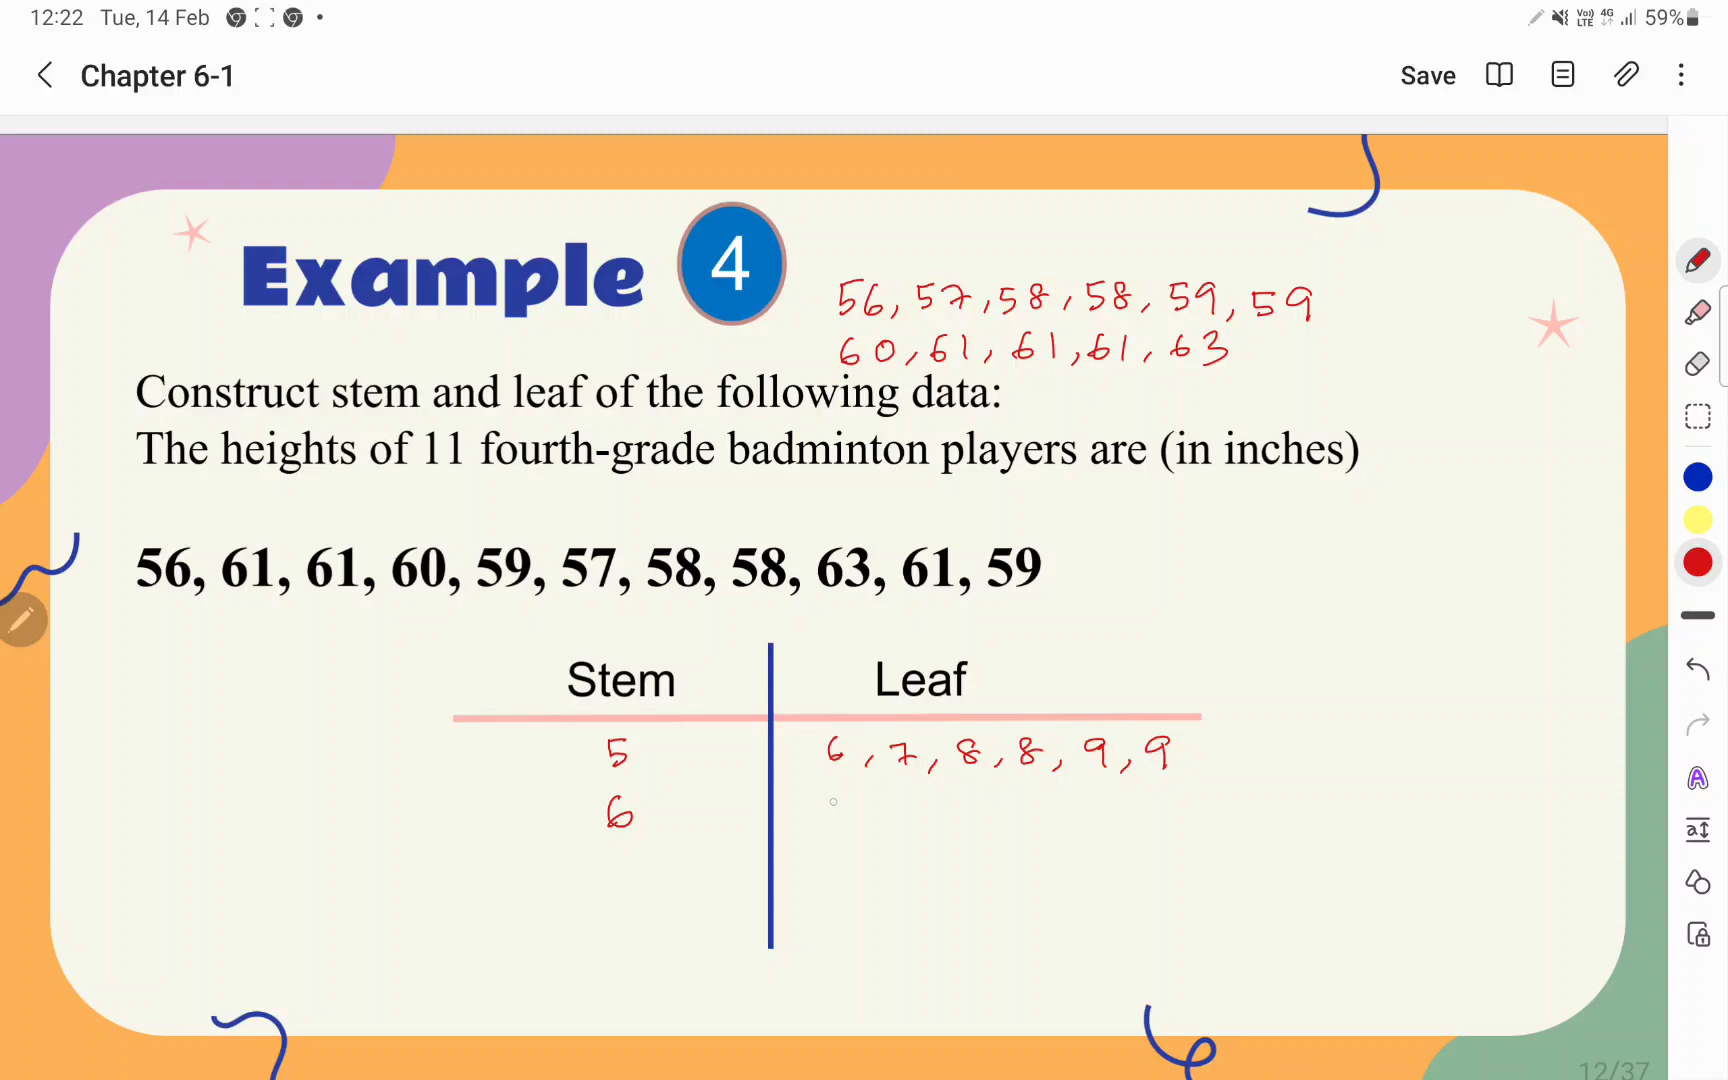 12:22 Tue, 14 Feb
Vo)) LTE 4G 59%
Chapter 6-1
Save
Example 4
56, 57, 58, 58, 59, 59
60, 61, 61, 61, 63
Construct stem and leaf of the following data:
The heights of 11 fourth-grade badminton players are (in inches)
56, 61, 61, 60, 59, 57, 58, 58, 63, 61, 59
Stem Leaf
5 6, 7, 8, 8, 9, 9
6
A
a
12/37